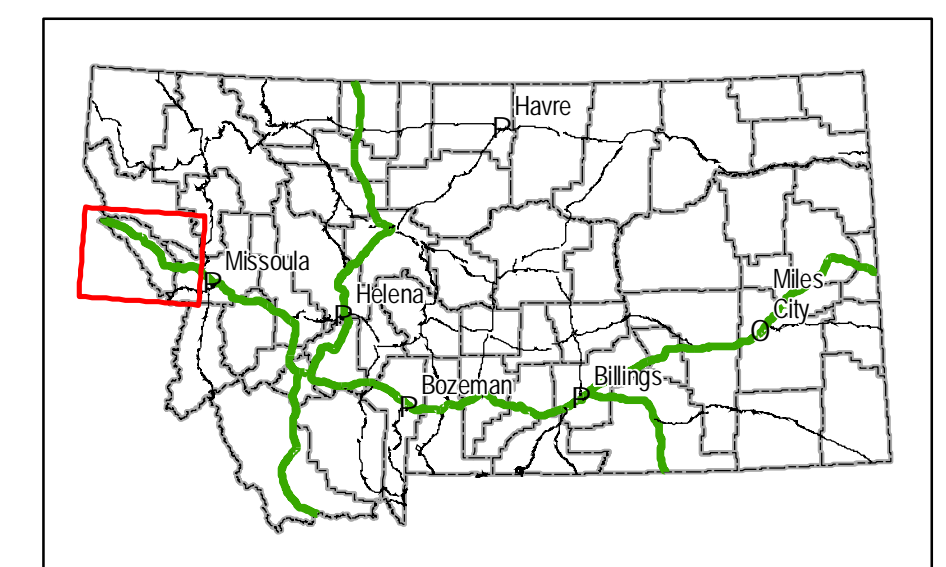 Havre
P
Missoula
P
Helena
P
Miles
City
O
Billings
P
Bozeman
P